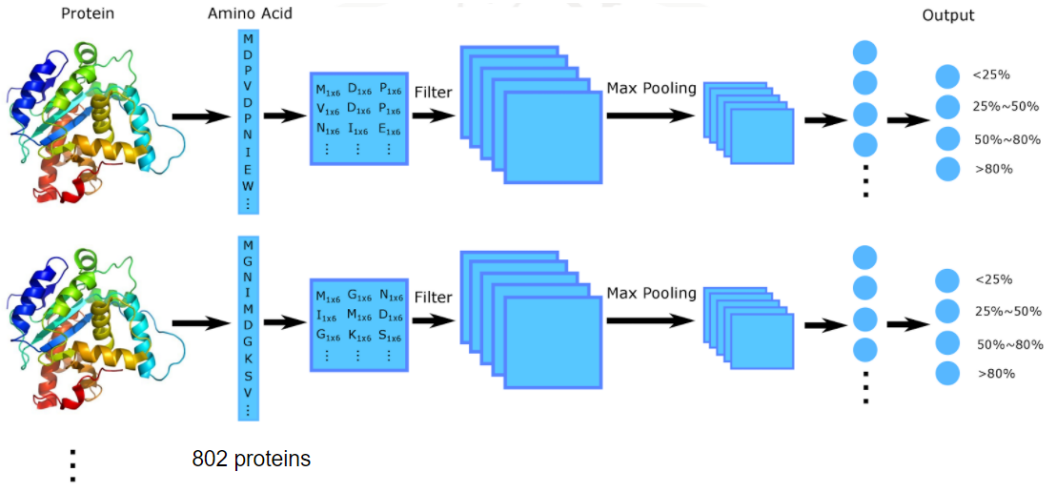 Protein Amino Acid Output
M
D
P
V
D
P
N
I
E
W
⋮
M1x6 D1x6 P1x6
V1x6 D1x6 P1x6
N1x6 I1x6 E1x6
⋮ ⋮ ⋮
Filter
Max Pooling
<25%
25%~50%
50%~80%
>80%
M
G
N
I
M
D
G
K
S
V
⋮
M1x6 G1x6 N1x6
I1x6 M1x6 D1x6
G1x6 K1x6 S1x6
⋮ ⋮ ⋮
Filter
Max Pooling
<25%
25%~50%
50%~80%
>80%
802 proteins